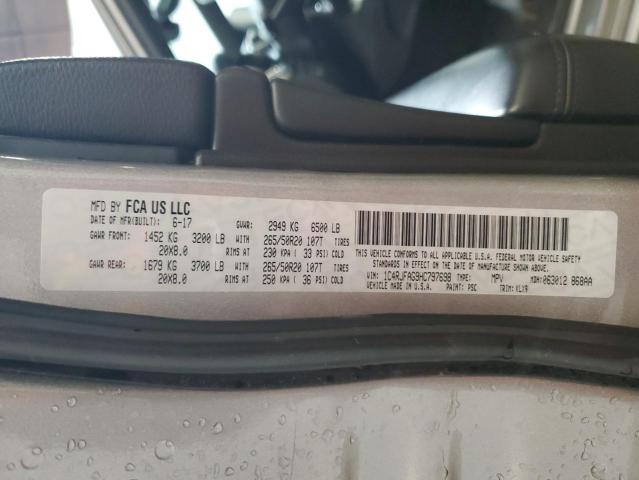 MFD BY FCA US LLC
DATE OF MFR(BUILT): 6-17 GVWR: 2949 KG 6500 LB
GAWR FRONT: 1452 KG 3200 LB WITH 265/50R20 107T TIRES
20X8.0 RIMS AT 230 KPA ( 33 PSI) COLD
GAWR REAR: 1679 KG 3700 LB WITH 265/50R20 107T TIRES
20X8.0 RIMS AT 250 KPA ( 36 PSI) COLD
THIS VEHICLE CONFORMS TO ALL APPLICABLE U.S.A. FEDERAL MOTOR VEHICLE SAFETY
STANDARDS IN EFFECT ON THE DATE OF MANUFACTURE SHOWN ABOVE.
VIN: 1C4RJFAG9HC797698 TYPE: MPV MDH: 063012 868AA
VEHICLE MADE IN U.S.A. PAINT: PSC TRIM: VLX9